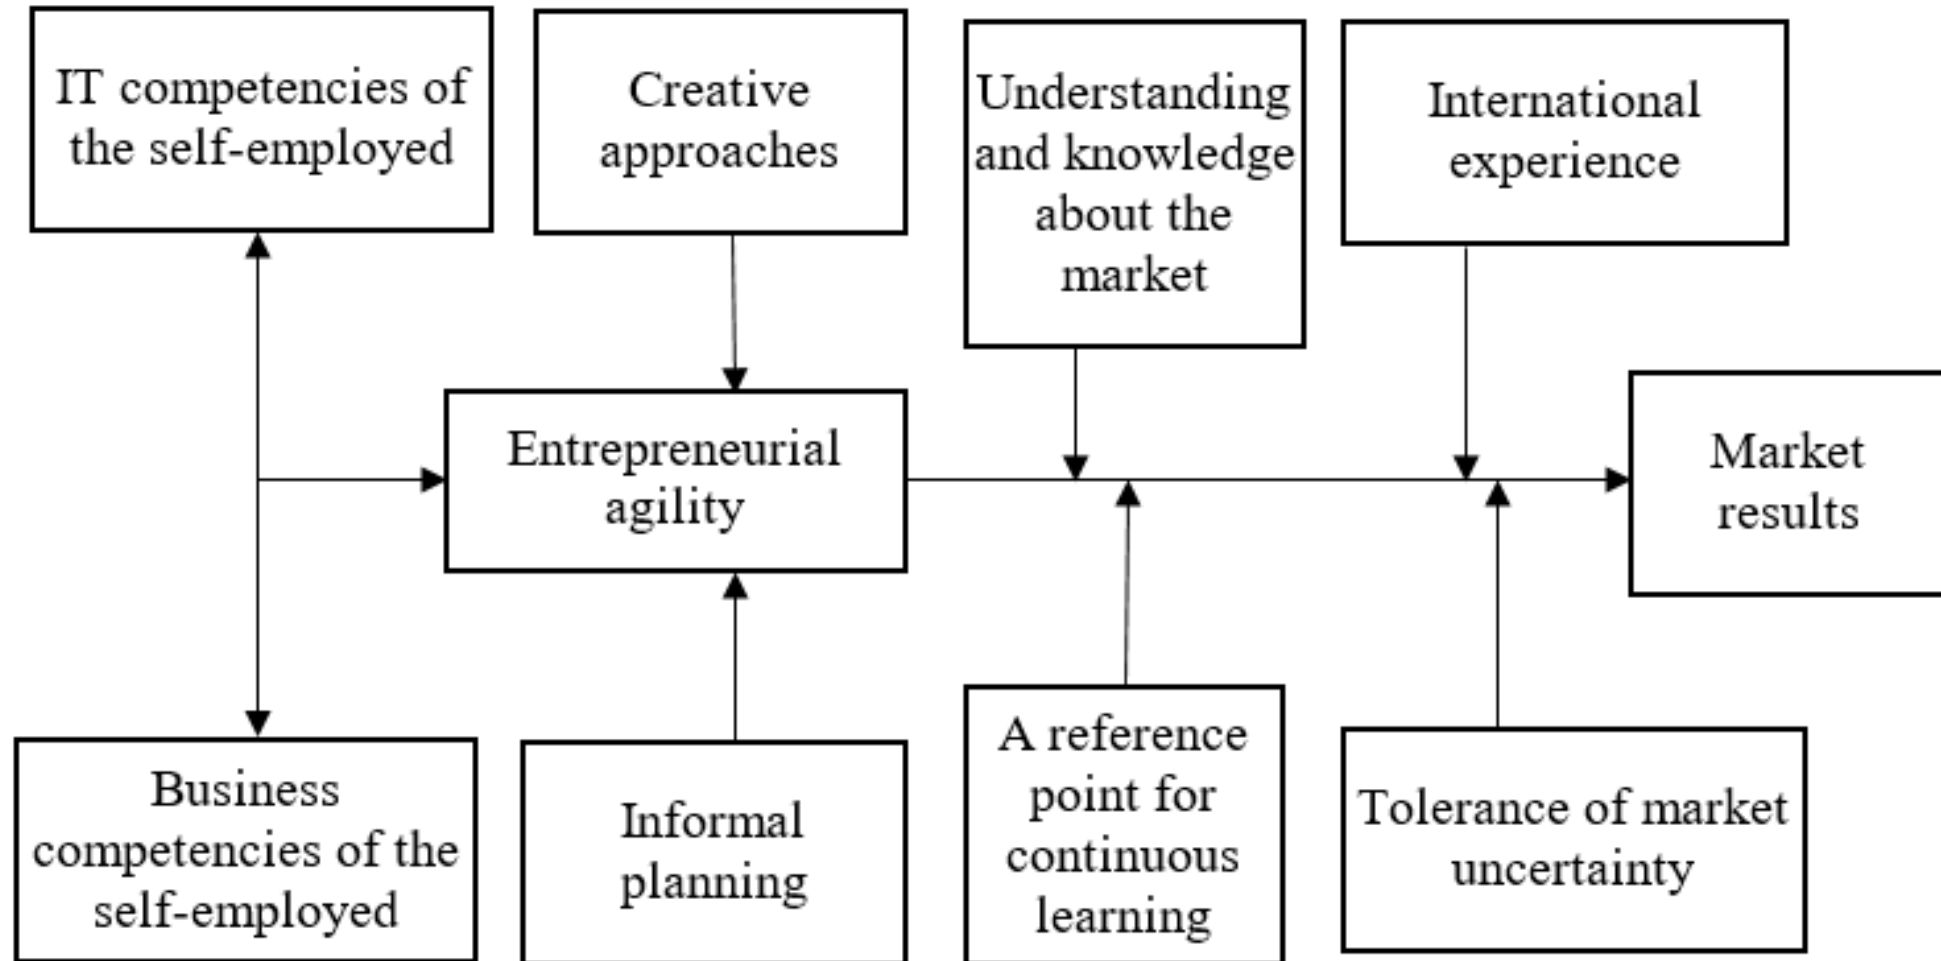 IT competencies of
the self-employed
Creative
approaches
Understanding
and knowledge
about the
market
International
experience
Entrepreneurial
agility
Market
results
Business
competencies of the
self-employed
Informal
planning
A reference
point for
continuous
learning
Tolerance of market
uncertainty